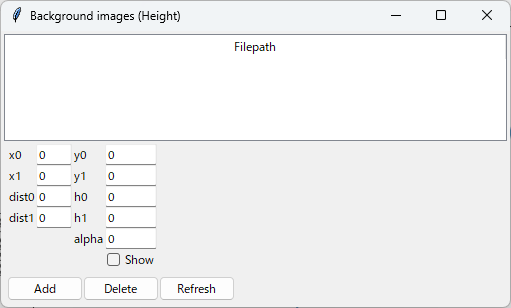 Background images (Height)
Filepath
x0 0 y0 0
x1 0 y1 0
dist0 0 h0 0
dist1 0 h1 0
alpha 0
Show
Add Delete Refresh